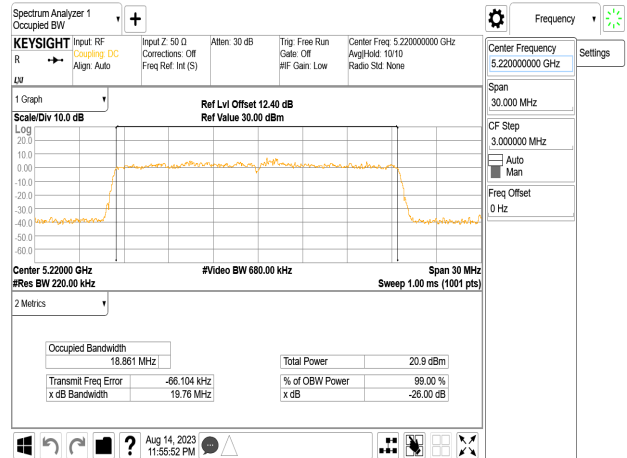 Spectrum Analyzer 1
Occupied BW
Frequency
KEYSIGHT
R
Input: RF
Coupling: DC
Align: Auto
Input Z: 50 Ω
Corrections: Off
Freq Ref: Int (S)
Atten: 30 dB
Trig: Free Run
Gate: Off
#IF Gain: Low
Center Freq: 5.220000000 GHz
Avg|Hold: 10/10
Radio Std: None
Center Frequency
5.220000000 GHz
Settings
Span
30.000 MHz
CF Step
3.000000 MHz
Auto
Man
Freq Offset
0 Hz
1 Graph
Scale/Div 10.0 dB
Ref Lvl Offset 12.40 dB
Ref Value 30.00 dBm
Log
20.0
10.0
0.00
-10.0
-20.0
-30.0
-40.0
-50.0
-60.0
Center 5.22000 GHz
#Res BW 220.00 kHz
#Video BW 680.00 kHz
Span 30 MHz
Sweep 1.00 ms (1001 pts)
2 Metrics
Occupied Bandwidth
18.861 MHz
Transmit Freq Error -66.104 kHz
x dB Bandwidth 19.76 MHz
Total Power 20.9 dBm
% of OBW Power 99.00 %
x dB -26.00 dB
?
Aug 14, 2023
11:55:52 PM